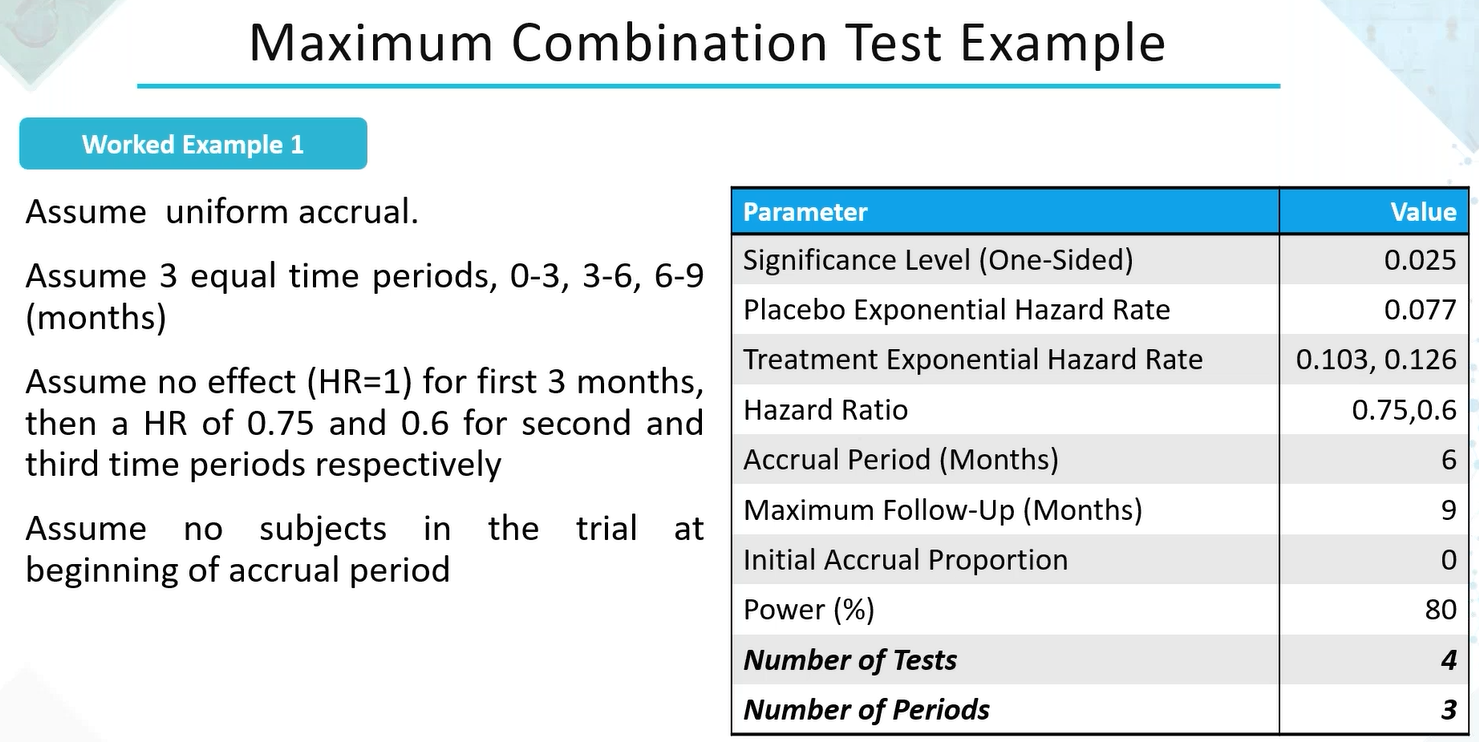 Maximum Combination Test Example
Worked Example 1
Assume uniform accrual.
Assume 3 equal time periods, 0-3, 3-6, 6-9
(months)
Assume no effect (HR=1) for first 3 months,
then a HR of 0.75 and 0.6 for second and
third time periods respectively
Assume no subjects in the trial at
beginning of accrual period
Parameter Value
Significance Level (One-Sided) 0.025
Placebo Exponential Hazard Rate 0.077
Treatment Exponential Hazard Rate 0.103, 0.126
Hazard Ratio 0.75,0.6
Accrual Period (Months) 6
Maximum Follow-Up (Months) 9
Initial Accrual Proportion 0
Power (%) 80
Number of Tests 4
Number of Periods 3